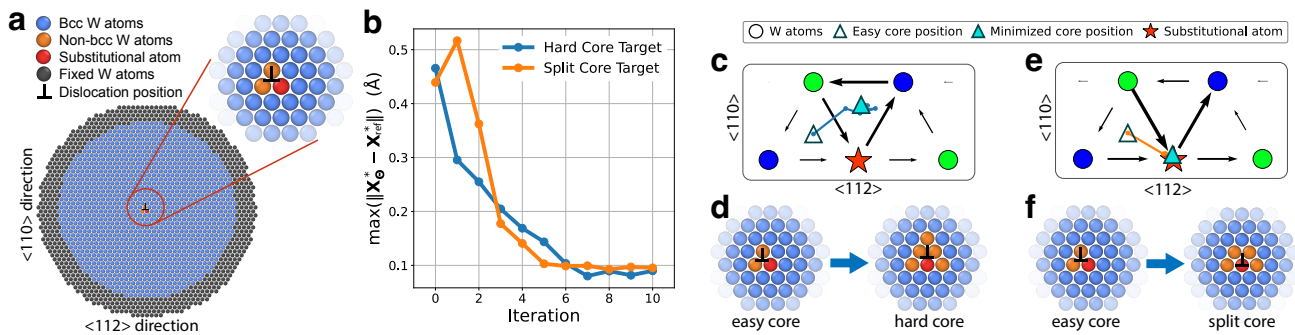 a
Bcc W atoms
Non-bcc W atoms
Substitutional atom
Fixed W atoms
Dislocation position
<110> direction
<112> direction
b
Hard Core Target
Split Core Target
max(‖X*Θ − X*ref‖) (Å)
0.5
0.4
0.3
0.2
0.1
0 2 4 6 8 10
Iteration
W atoms Easy core position Minimized core position Substitutional atom
c
<110>
<112>
e
<110>
<112>
d
easy core
hard core
f
easy core
split core